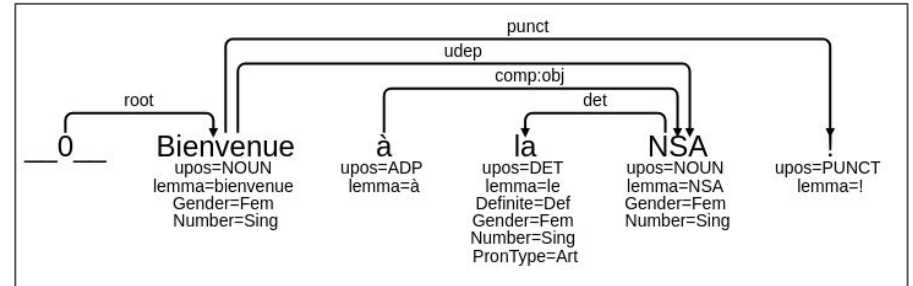 punct
udep
comp:obj
root
det
__0__ Bienvenue à la NSA !
upos=NOUN upos=ADP upos=DET upos=NOUN upos=PUNCT
lemma=bienvenue lemma=à lemma=le lemma=NSA lemma=!
Gender=Fem Definite=Def Gender=Fem
Number=Sing Gender=Fem Number=Sing
Number=Sing
PronType=Art